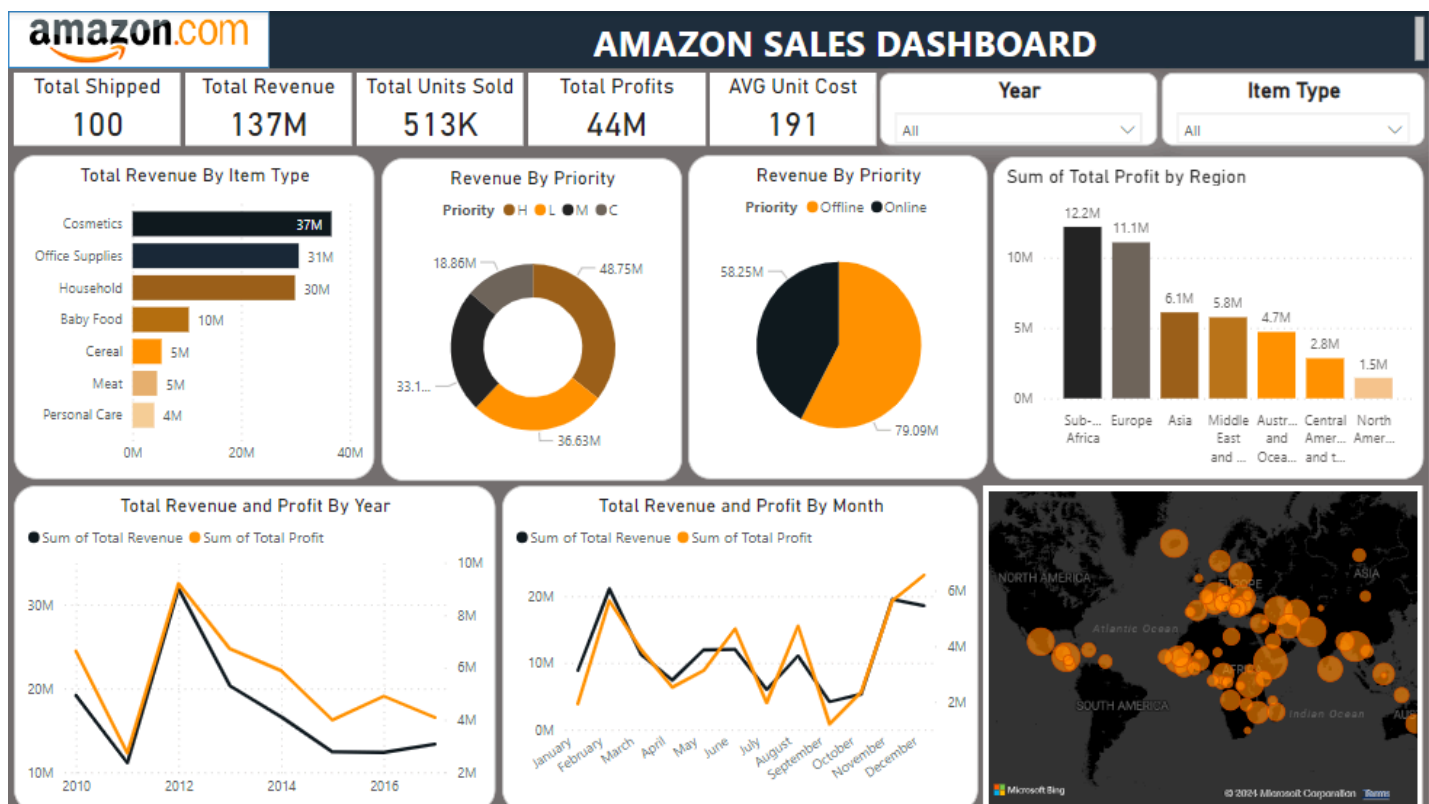 amazon.com
AMAZON SALES DASHBOARD
Total Shipped
100
Total Revenue
137M
Total Units Sold
513K
Total Profits
44M
AVG Unit Cost
191
Year
All
Item Type
All
Total Revenue By Item Type
Cosmetics
37M
Office Supplies
31M
Household
30M
Baby Food
10M
Cereal
5M
Meat
5M
Personal Care
4M
0M 20M 40M
Revenue By Priority
Priority H L M C
18.86M
48.75M
33.1...
36.63M
Revenue By Priority
Priority Offline Online
58.25M
79.09M
Sum of Total Profit by Region
10M
5M
0M
12.2M
11.1M
6.1M
5.8M
4.7M
2.8M
1.5M
Sub-... Europe Asia Middle Austr... Central North
Africa East and Amer... Amer...
and ... Ocea... and t...
Total Revenue and Profit By Year
Sum of Total Revenue Sum of Total Profit
30M
20M
10M
10M
8M
6M
4M
2M
2010 2012 2014 2016
Total Revenue and Profit By Month
Sum of Total Revenue Sum of Total Profit
20M
10M
0M
6M
4M
2M
January February March April May June July August September October November December
NORTH AMERICA
EUROPE
ASIA
Atlantic Ocean
AFRICA
SOUTH AMERICA
Indian Ocean
AUS
Microsoft Bing
© 2024 Microsoft Corporation Terms